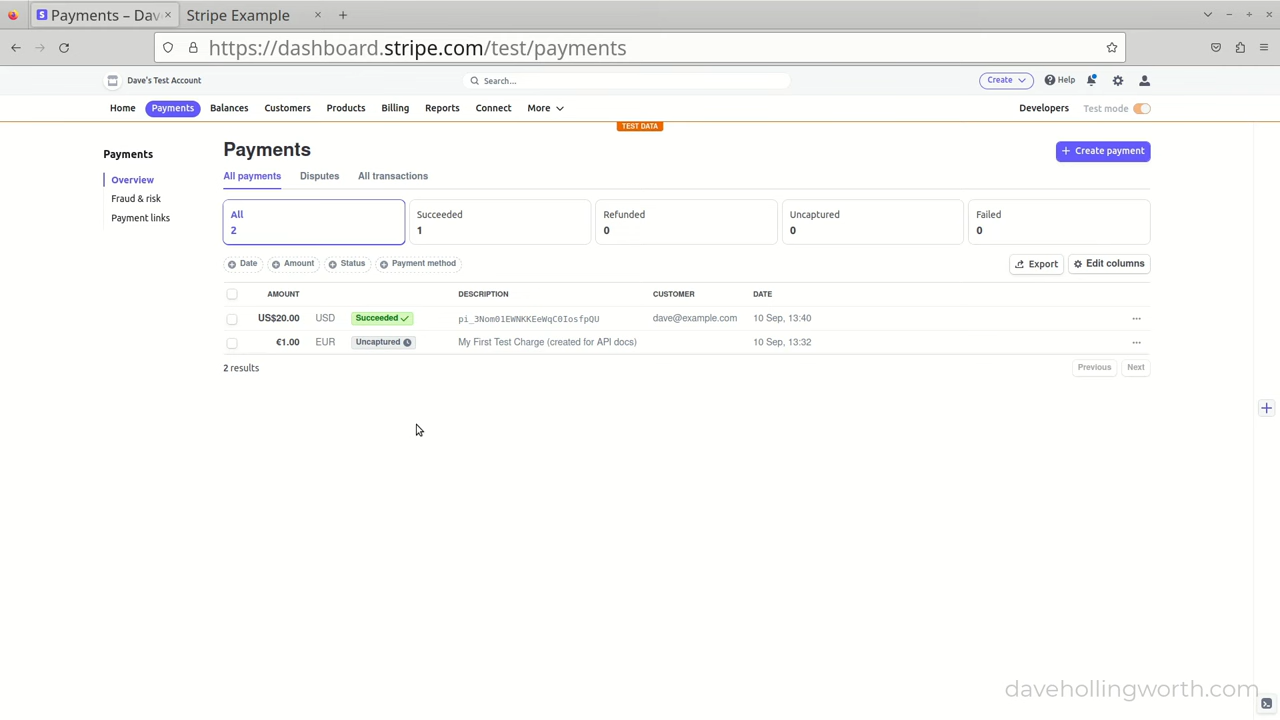 Payments – Dav
Stripe Example
https://dashboard.stripe.com/test/payments
Dave's Test Account
Search...
Create
Help
Home
Payments
Balances
Customers
Products
Billing
Reports
Connect
More
Developers
Test mode
TEST DATA
Payments
Overview
Fraud & risk
Payment links
Payments
Create payment
All payments
Disputes
All transactions
All
2
Succeeded
1
Refunded
0
Uncaptured
0
Failed
0
Date
Amount
Status
Payment method
Export
Edit columns
AMOUNT DESCRIPTION CUSTOMER DATE
US$20.00 USD Succeeded pi_3Nom01EWNKKEeWqC0IosfpQU dave@example.com 10 Sep, 13:40
€1.00 EUR Uncaptured My First Test Charge (created for API docs) 10 Sep, 13:32
2 results
Previous
Next
davehollingworth.com